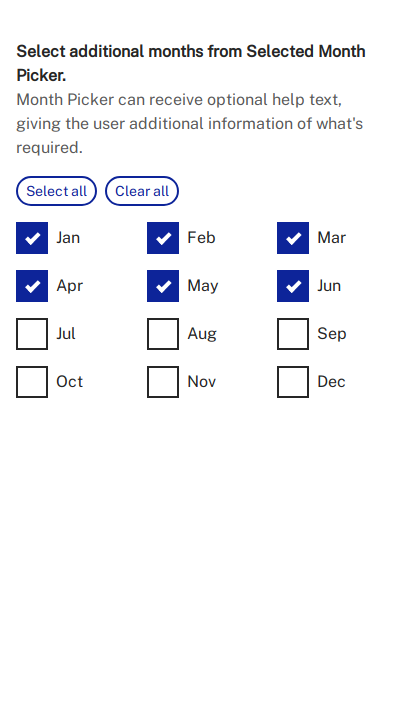 Select additional months from Selected Month
Picker.
Month Picker can receive optional help text,
giving the user additional information of what's
required.
Select all Clear all
Jan Feb Mar
Apr May Jun
Jul Aug Sep
Oct Nov Dec